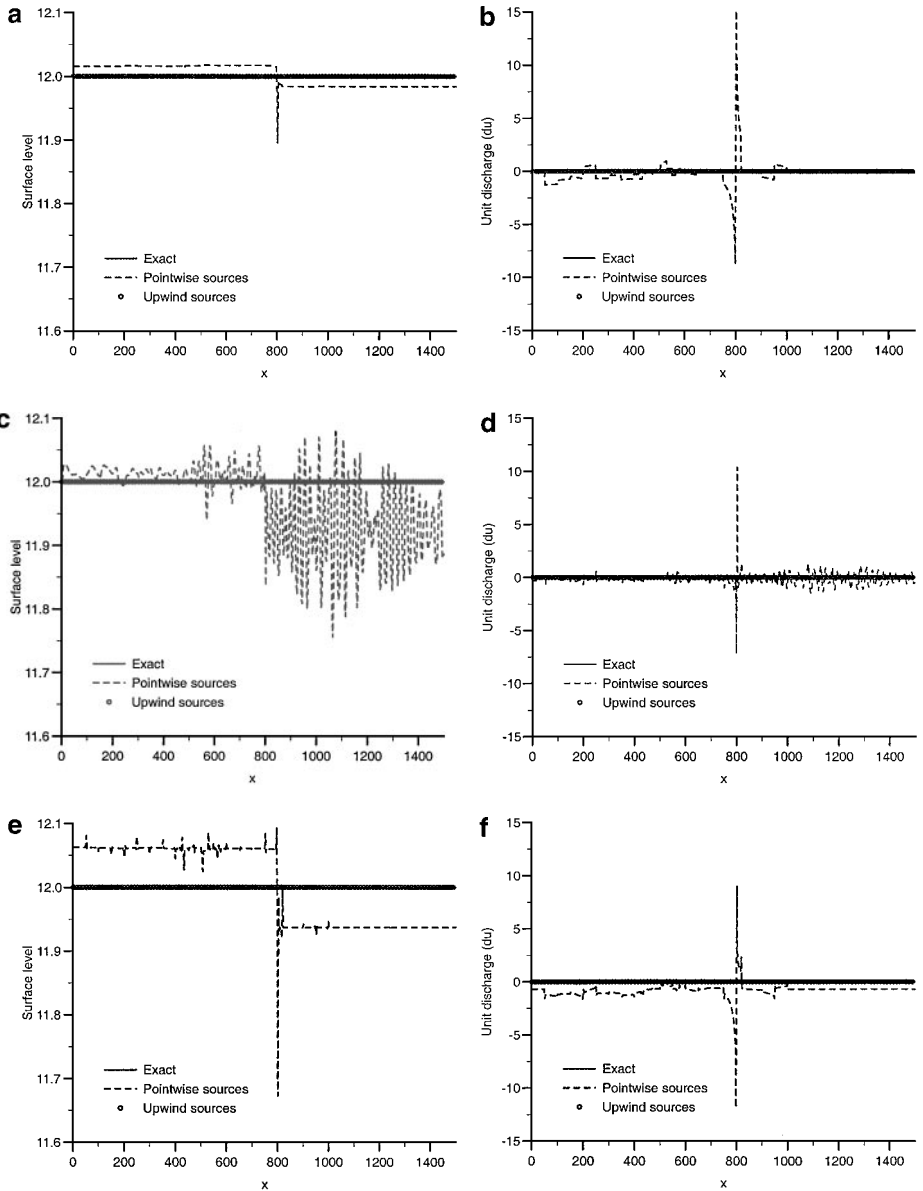 a
12.1
12.0
11.9
11.8
11.7
11.6
Surface level
Exact
Pointwise sources
Upwind sources
0 200 400 600 800 1000 1200 1400
x
b
15
10
5
0
-5
-10
-15
Unit discharge (du)
Exact
Pointwise sources
Upwind sources
0 200 400 600 800 1000 1200 1400
x
c
12.1
12.0
11.9
11.8
11.7
11.6
Surface level
Exact
Pointwise sources
Upwind sources
0 200 400 600 800 1000 1200 1400
x
d
15
10
5
0
-5
-10
-15
Unit discharge (du)
Exact
Pointwise sources
Upwind sources
0 200 400 600 800 1000 1200 1400
x
e
12.1
12.0
11.9
11.8
11.7
11.6
Surface level
Exact
Pointwise sources
Upwind sources
0 200 400 600 800 1000 1200 1400
x
f
15
10
5
0
-5
-10
-15
Unit discharge (du)
Exact
Pointwise sources
Upwind sources
0 200 400 600 800 1000 1200 1400
x